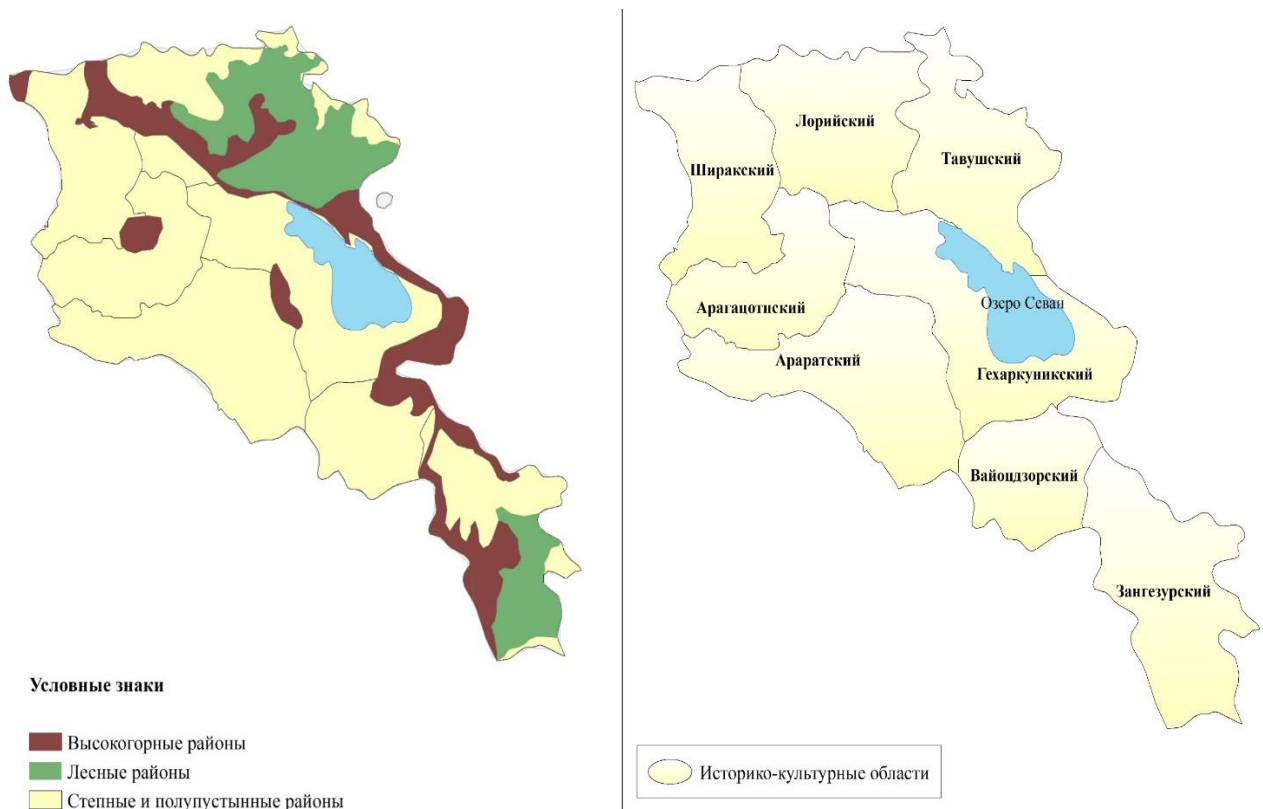 Условные знаки
Высокогорные районы
Лесные районы
Степные и полупустынные районы
Лорийский
Тавушский
Ширакский
Озеро Севан
Арагацотнский
Араратский
Гехаркуникский
Вайоцдзорский
Зангезурский
Историко-культурные области